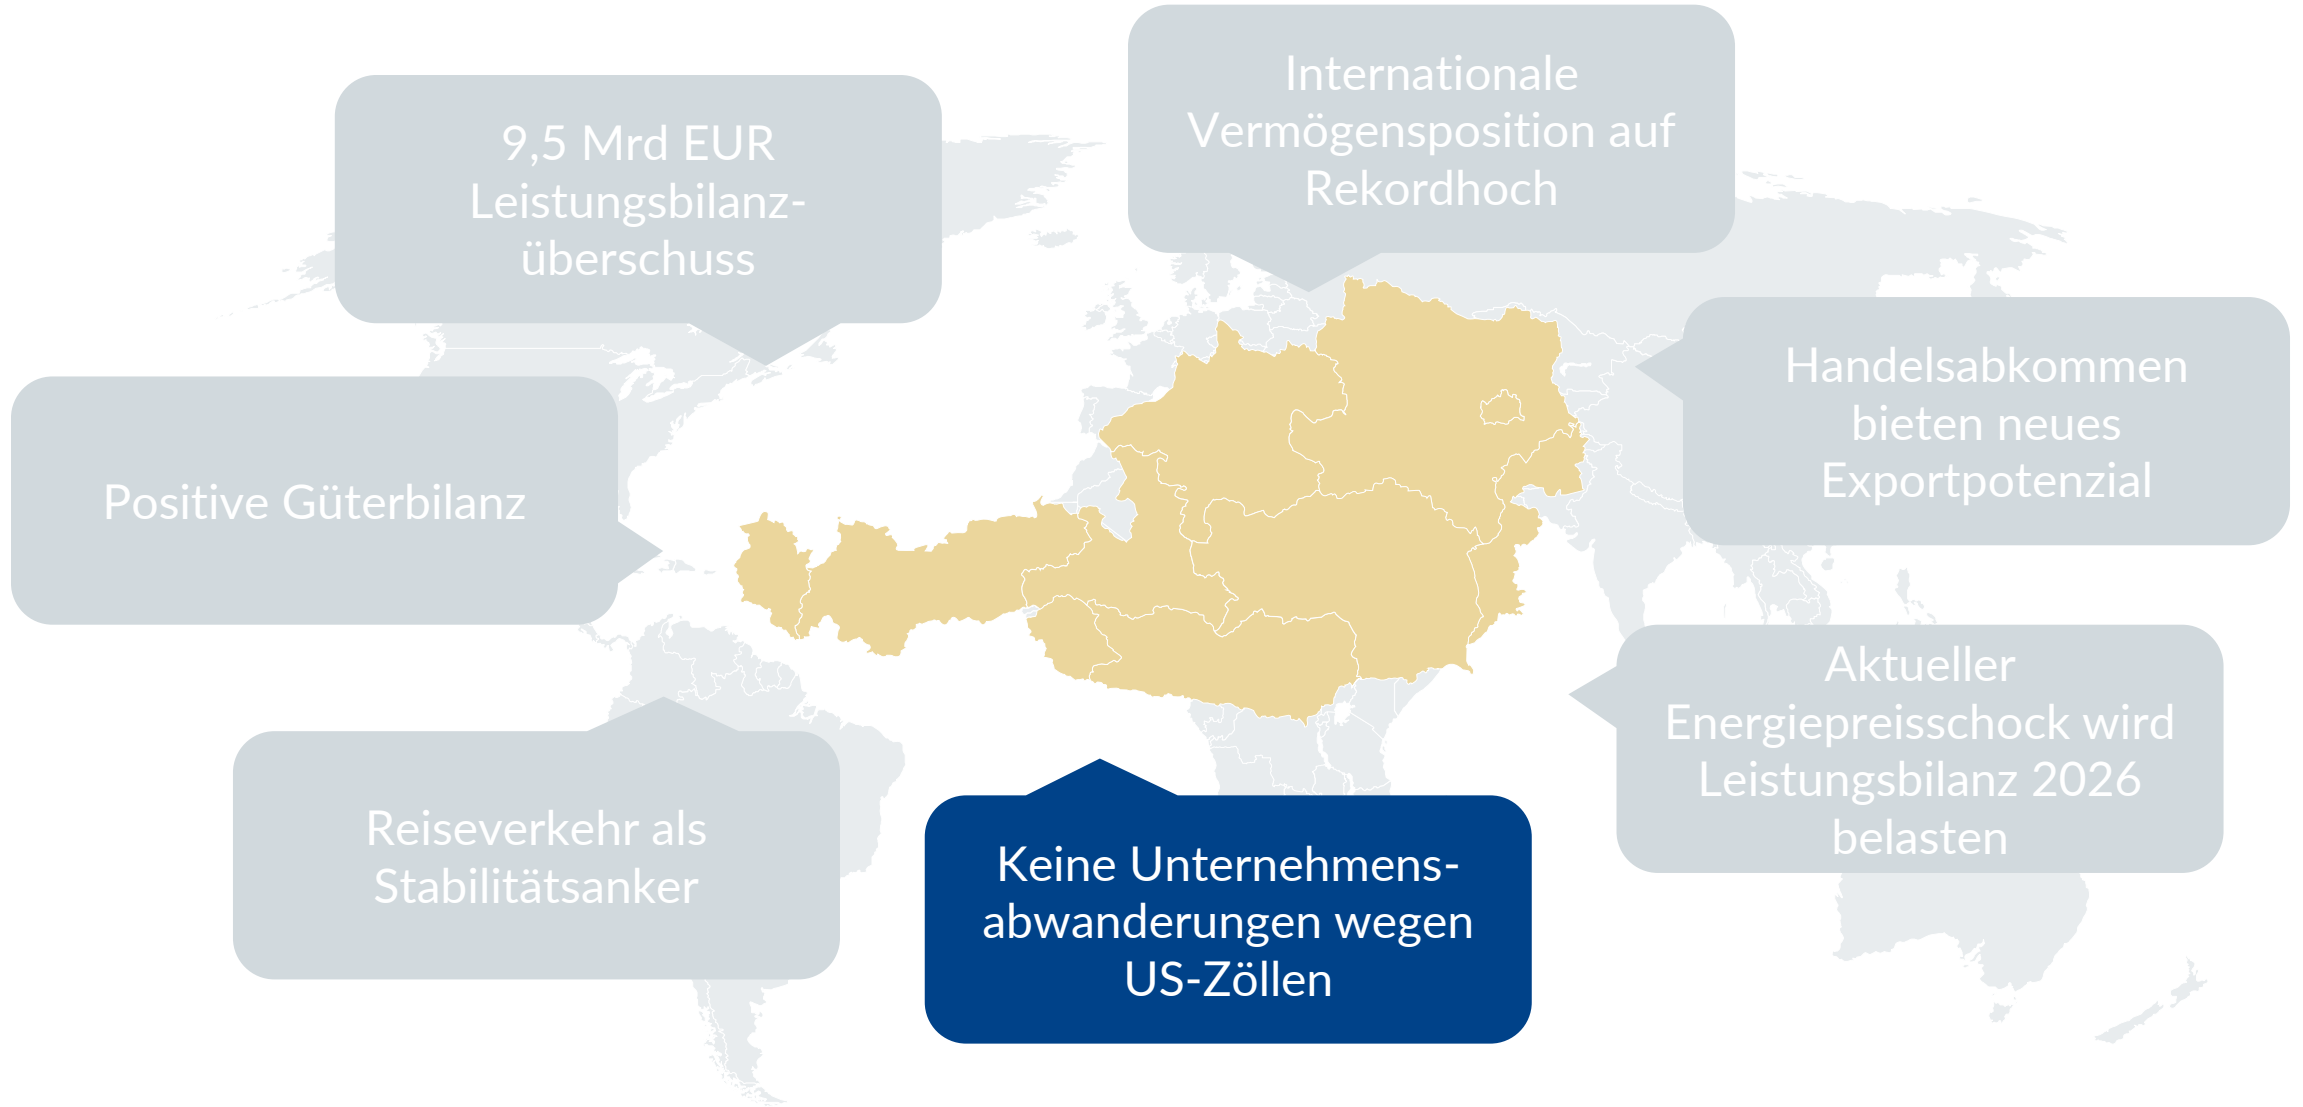 Internationale
Vermögensposition auf
Rekordhoch
9,5 Mrd EUR
Leistungsbilanz-
überschuss
Handelsabkommen
bieten neues
Exportpotenzial
Positive Güterbilanz
Aktueller
Energiepreisschock wird
Leistungsbilanz 2026
belasten
Reiseverkehr als
Stabilitätsanker
Keine Unternehmens-
abwanderungen wegen
US-Zöllen